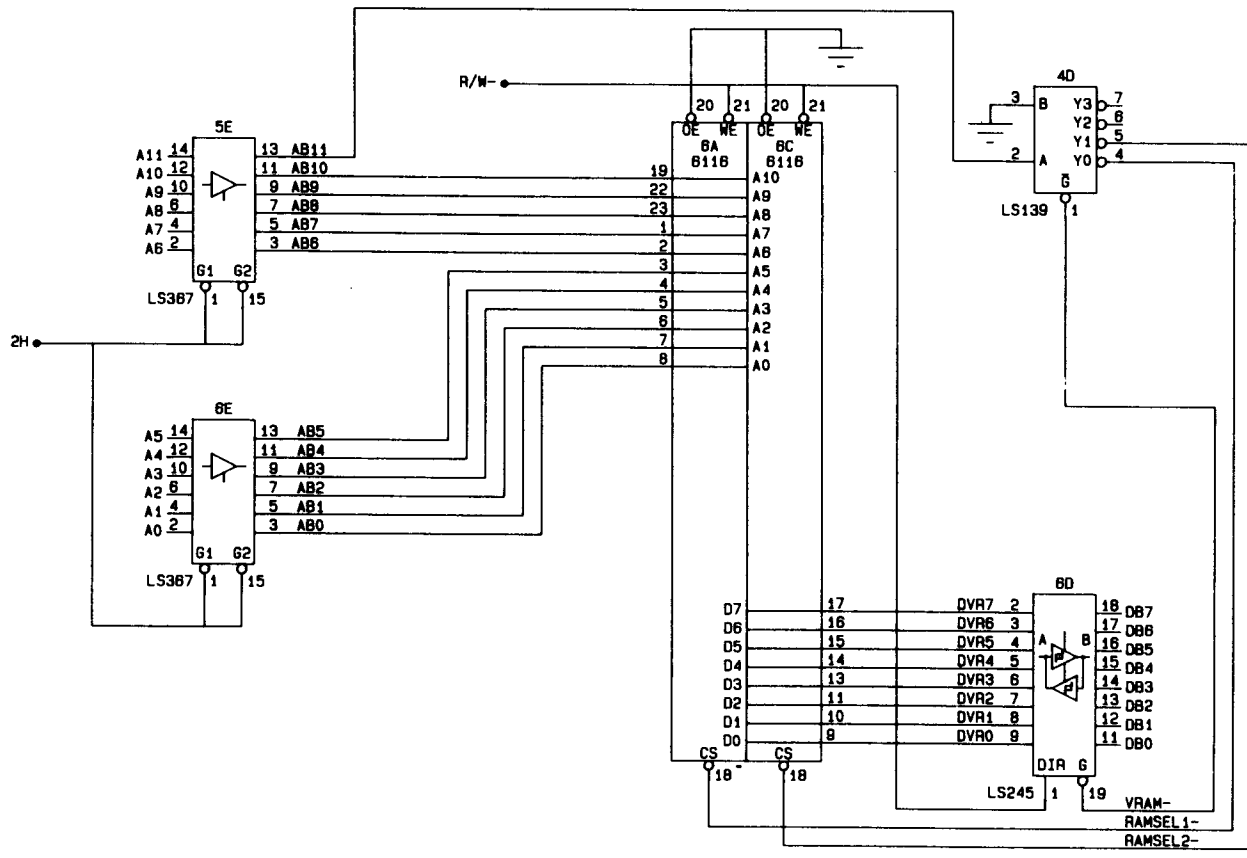 R/W-
4D
20 21 20 21
3 B Y3 7
Y2 6
Y1 5
2 A Y0 4
G
LS139 1
OE WE OE WE
6A 6C
6116 6116
5E
A11 14 13 AB11
A10 12 11 AB10 19 A10
A9 10 9 AB9 22 A9
A8 6 7 AB8 23 A8
A7 4 5 AB7 1 A7
A6 2 3 AB6 2 A6
3 A5
4 A4
5 A3
6 A2
7 A1
8 A0
G1 G2
LS367 1 15
2H
6E
A5 14 13 AB5
A4 12 11 AB4
A3 10 9 AB3
A2 6 7 AB2
A1 4 5 AB1
A0 2 3 AB0
G1 G2
LS367 1 15
6D
A B
D7 17 DVR7 2 18 DB7
D6 16 DVR6 3 17 DB6
D5 15 DVR5 4 16 DB5
D4 14 DVR4 5 15 DB4
D3 13 DVR3 6 14 DB3
D2 11 DVR2 7 13 DB2
D1 10 DVR1 8 12 DB1
D0 9 DVR0 9 11 DB0
CS CS
18 18
DIR G
LS245 1 19
VRAM-
RAMSEL1-
RAMSEL2-